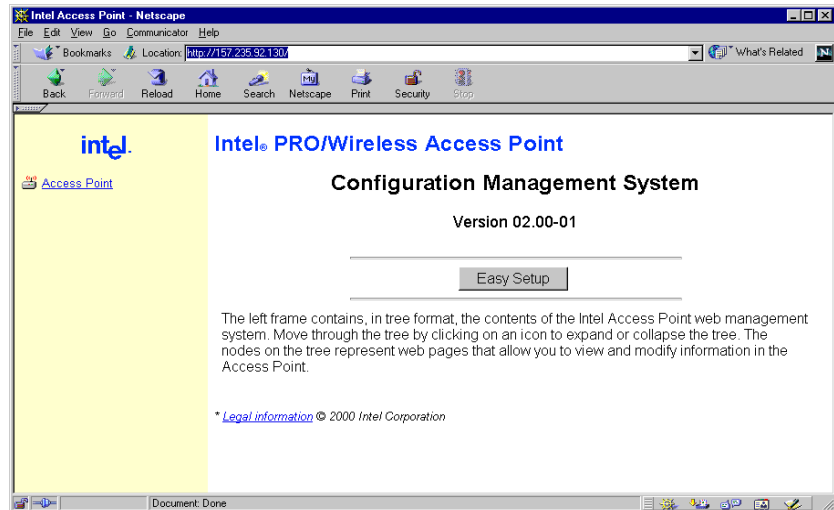 Intel Access Point - Netscape
File Edit View Go Communicator Help
Bookmarks Location: http://157.235.92.130/ What's Related N
Back Forward Reload Home Search Netscape Print Security Stop
My
intel.
Access Point
Intel® PRO/Wireless Access Point
Configuration Management System
Version 02.00-01
Easy Setup
The left frame contains, in tree format, the contents of the Intel Access Point web management
system. Move through the tree by clicking on an icon to expand or collapse the tree. The
nodes on the tree represent web pages that allow you to view and modify information in the
Access Point.
* Legal information © 2000 Intel Corporation
Document: Done